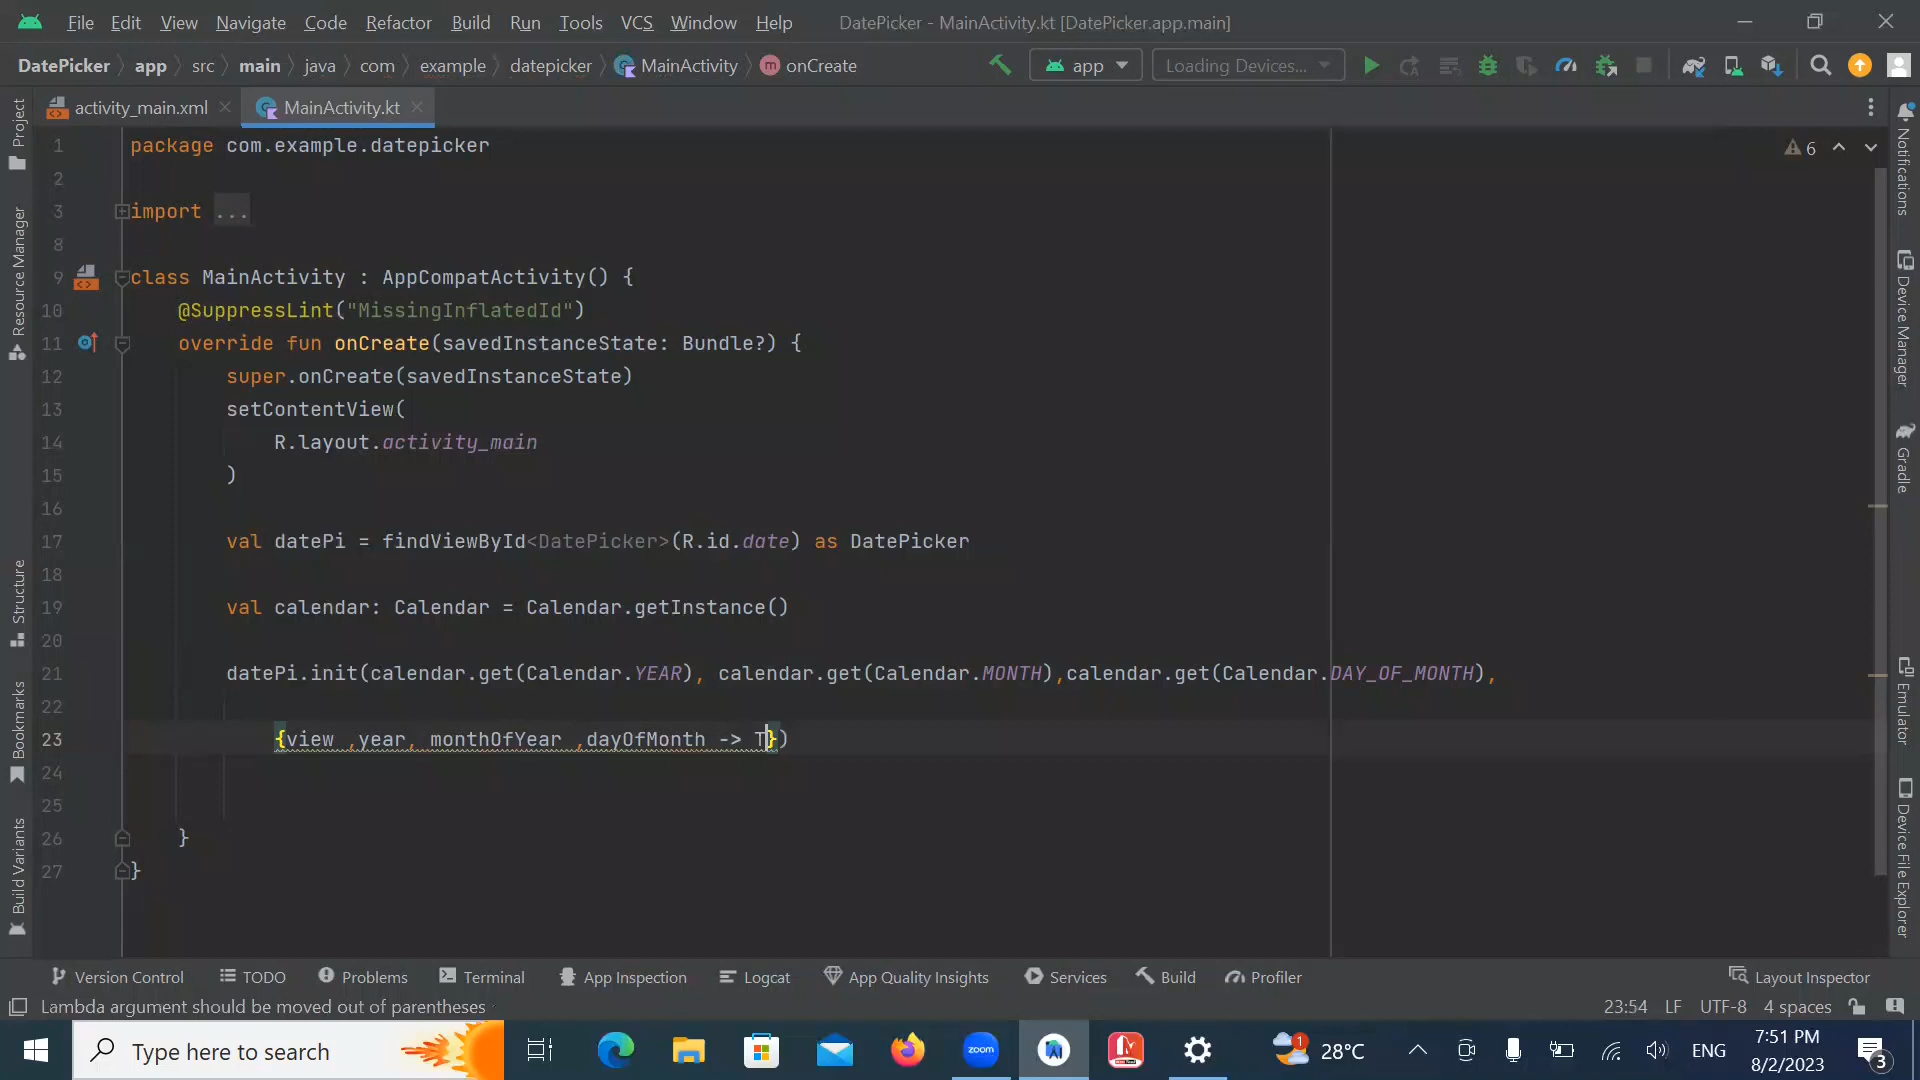 File Edit View Navigate Code Refactor Build Run Tools VCS Window Help DatePicker - MainActivity.kt [DatePicker.app.main]
DatePicker app src main java com example datepicker MainActivity onCreate app Loading Devices...
activity_main.xml MainActivity.kt
1 package com.example.datepicker
6
2
3 import ...
8
9 class MainActivity : AppCompatActivity() {
10 @SuppressLint("MissingInflatedId")
11 override fun onCreate(savedInstanceState: Bundle?) {
12 super.onCreate(savedInstanceState)
13 setContentView(
14 R.layout.activity_main
15 )
16
17 val datePi = findViewById<DatePicker>(R.id.date) as DatePicker
18
19 val calendar: Calendar = Calendar.getInstance()
20
21 datePi.init(calendar.get(Calendar.YEAR), calendar.get(Calendar.MONTH),calendar.get(Calendar.DAY_OF_MONTH),
22
23 {view ,year, monthOfYear ,dayOfMonth -> T})
24
25
26 }
27 }
Project
Resource Manager
Structure
Bookmarks
Build Variants
Notifications
Device Manager
Gradle
Emulator
Device File Explorer
Version Control TODO Problems Terminal App Inspection Logcat App Quality Insights Services Build Profiler Layout Inspector
Lambda argument should be moved out of parentheses 23:54 LF UTF-8 4 spaces
Type here to search zoom 1 28°C ENG 7:51 PM
8/2/2023 3